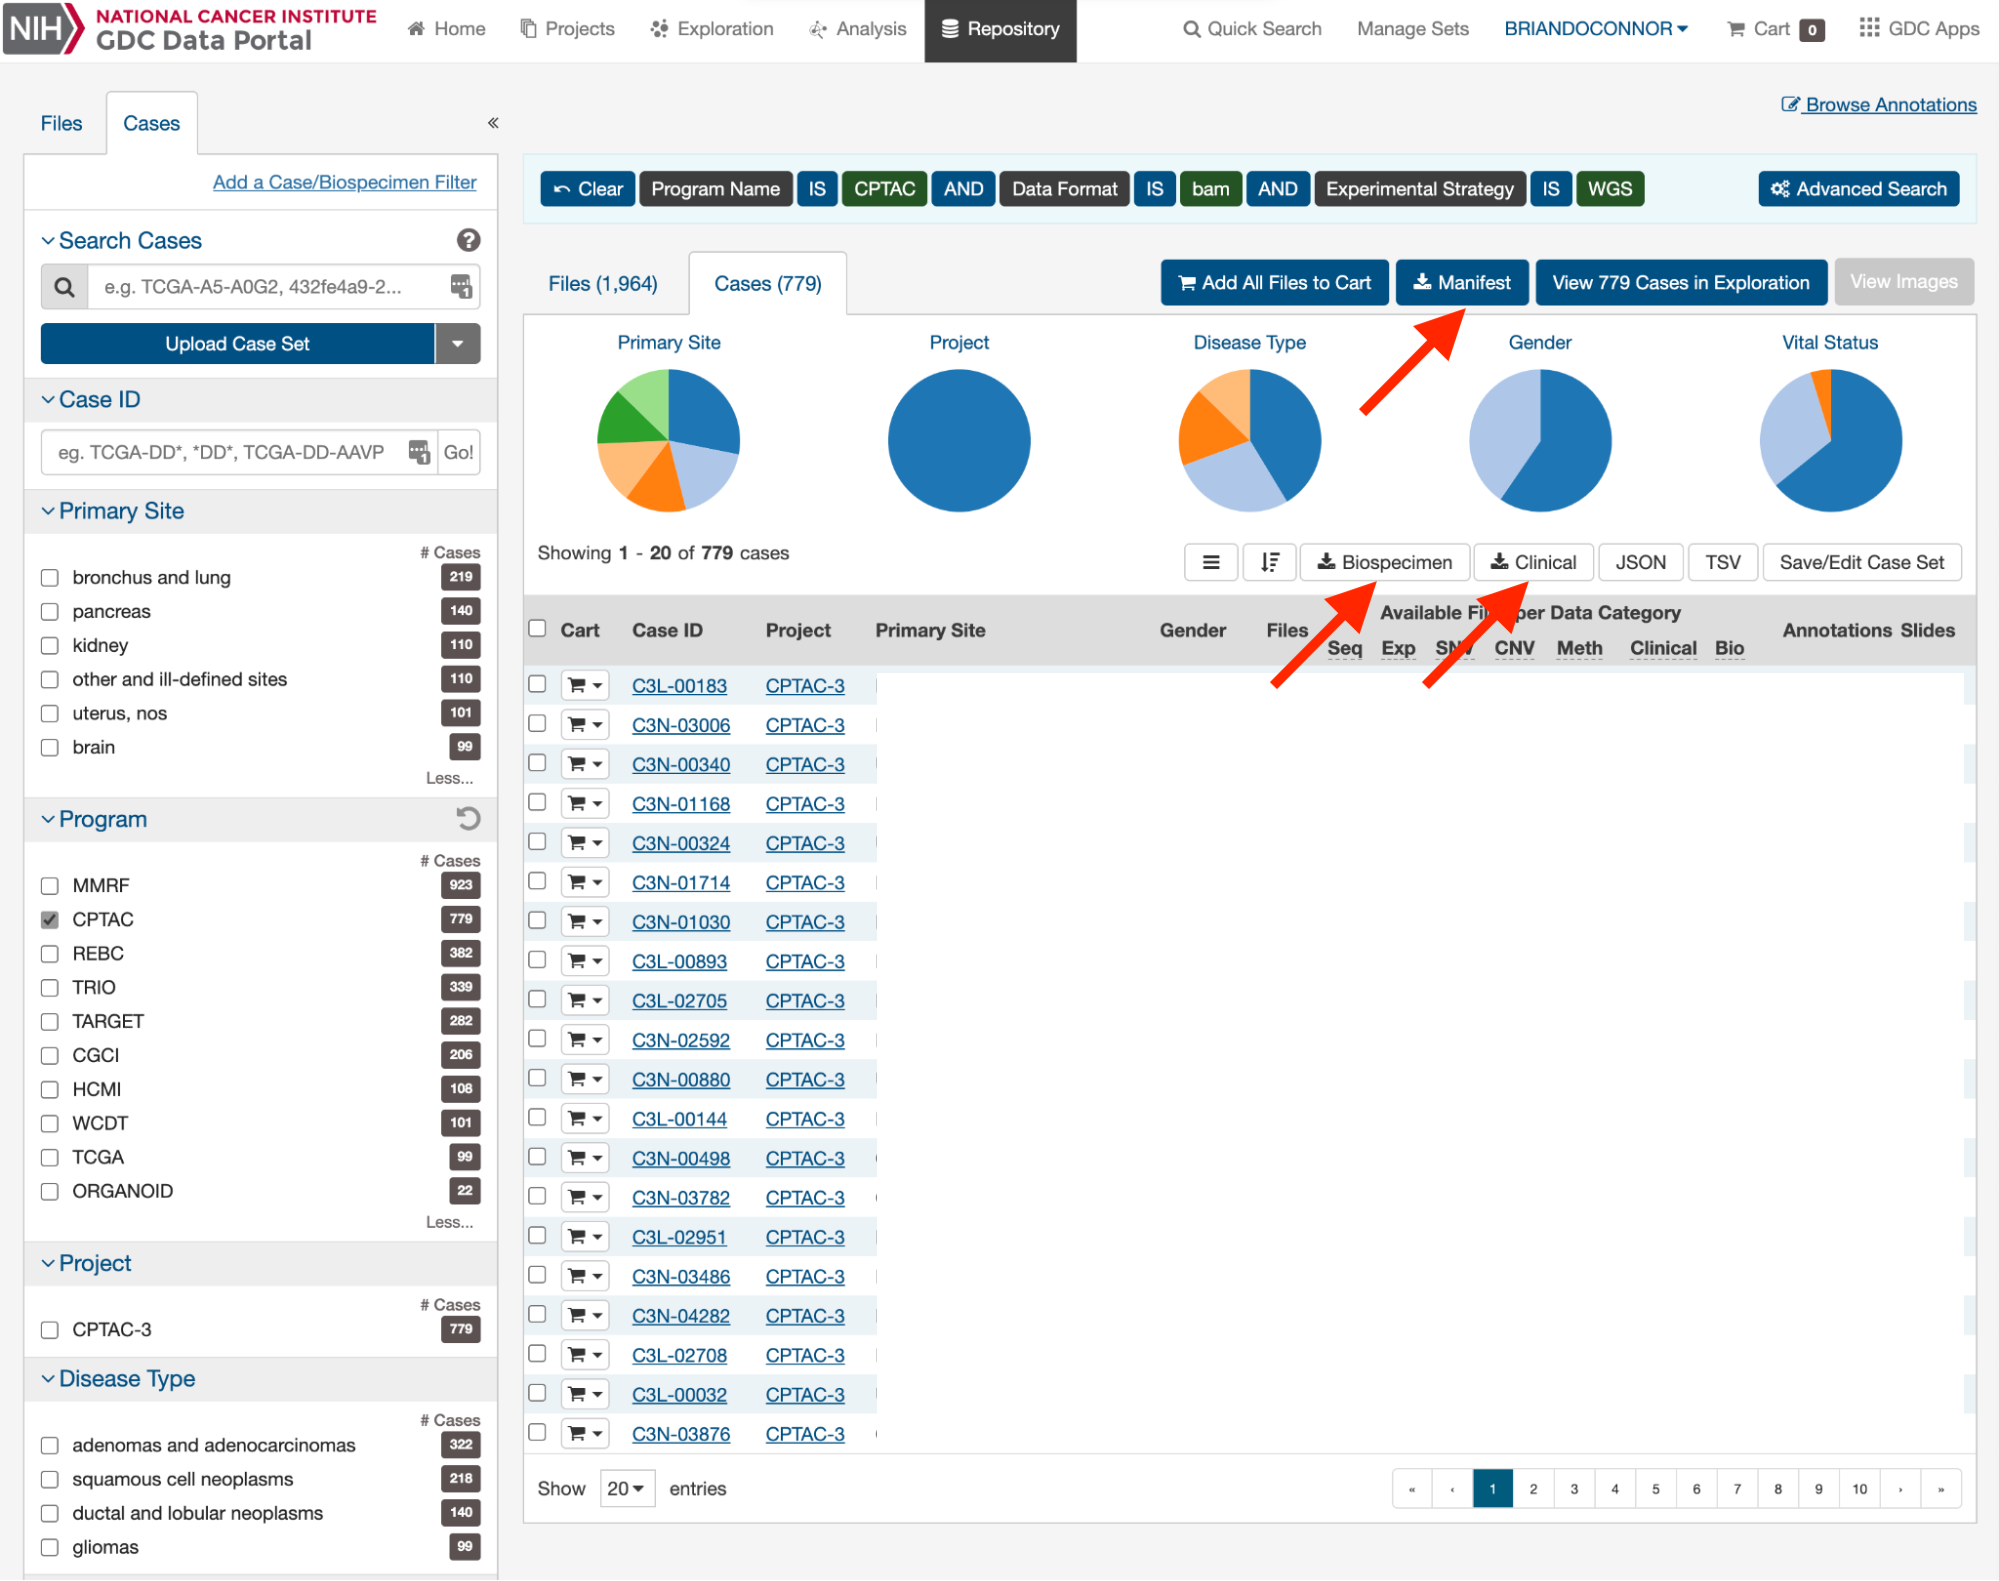 NIH NATIONAL CANCER INSTITUTE
GDC Data Portal
Home Projects Exploration Analysis Repository Quick Search Manage Sets BRIANDOCONNOR Cart 0 GDC Apps
Browse Annotations
Files Cases «
Add a Case/Biospecimen Filter
Clear Program Name IS CPTAC AND Data Format IS bam AND Experimental Strategy IS WGS Advanced Search
Search Cases ?
e.g. TCGA-A5-A0G2, 432fe4a9-2...
Upload Case Set
Case ID
eg. TCGA-DD*, *DD*, TCGA-DD-AAVP Go!
Primary Site
# Cases
bronchus and lung 219
pancreas 140
kidney 110
other and ill-defined sites 110
uterus, nos 101
brain 99
Less...
Program
# Cases
MMRF 923
CPTAC 779
REBC 382
TRIO 339
TARGET 282
CGCI 206
HCMI 108
WCDT 101
TCGA 99
ORGANOID 22
Less...
Project
# Cases
CPTAC-3 779
Disease Type
# Cases
adenomas and adenocarcinomas 322
squamous cell neoplasms 218
ductal and lobular neoplasms 140
gliomas 99
Files (1,964) Cases (779) Add All Files to Cart Manifest View 779 Cases in Exploration View Images
Primary Site Project Disease Type Gender Vital Status
Showing 1 - 20 of 779 cases Biospecimen Clinical JSON TSV Save/Edit Case Set
Available per Data Category
Cart Case ID Project Primary Site Gender Files Annotations Slides
Seq Exp SNV CNV Meth Clinical Bio
C3L-00183 CPTAC-3
C3N-03006 CPTAC-3
C3N-00340 CPTAC-3
C3N-01168 CPTAC-3
C3N-00324 CPTAC-3
C3N-01714 CPTAC-3
C3N-01030 CPTAC-3
C3L-00893 CPTAC-3
C3L-02705 CPTAC-3
C3N-02592 CPTAC-3
C3N-00880 CPTAC-3
C3L-00144 CPTAC-3
C3N-00498 CPTAC-3
C3N-03782 CPTAC-3
C3L-02951 CPTAC-3
C3N-03486 CPTAC-3
C3N-04282 CPTAC-3
C3L-02708 CPTAC-3
C3L-00032 CPTAC-3
C3N-03876 CPTAC-3
Show 20 entries « ‹ 1 2 3 4 5 6 7 8 9 10 › »